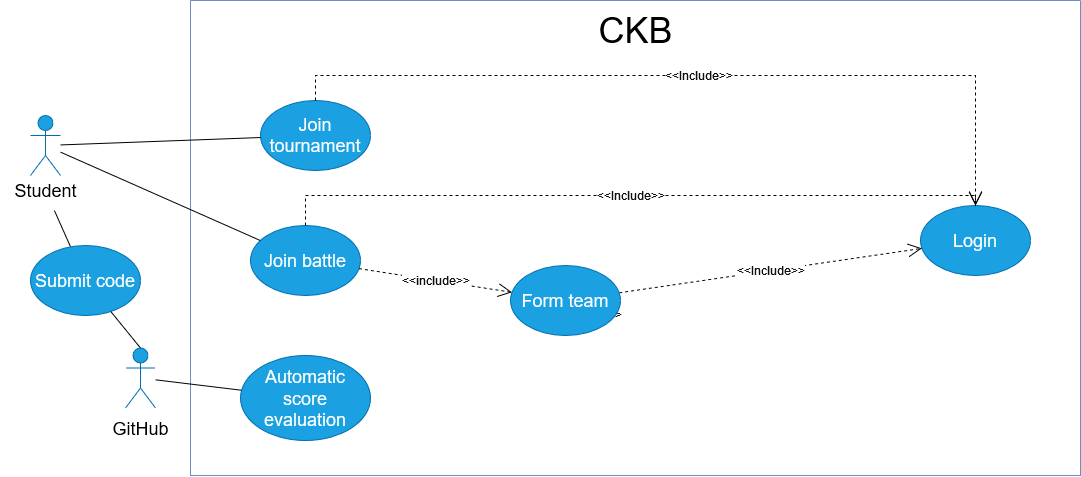 CKB
<<Include>>
Join
tournament
Student
<<Include>>
Login
Join battle
<<Include>>
Submit code
<<include>>
Form team
Automatic
score
evaluation
GitHub